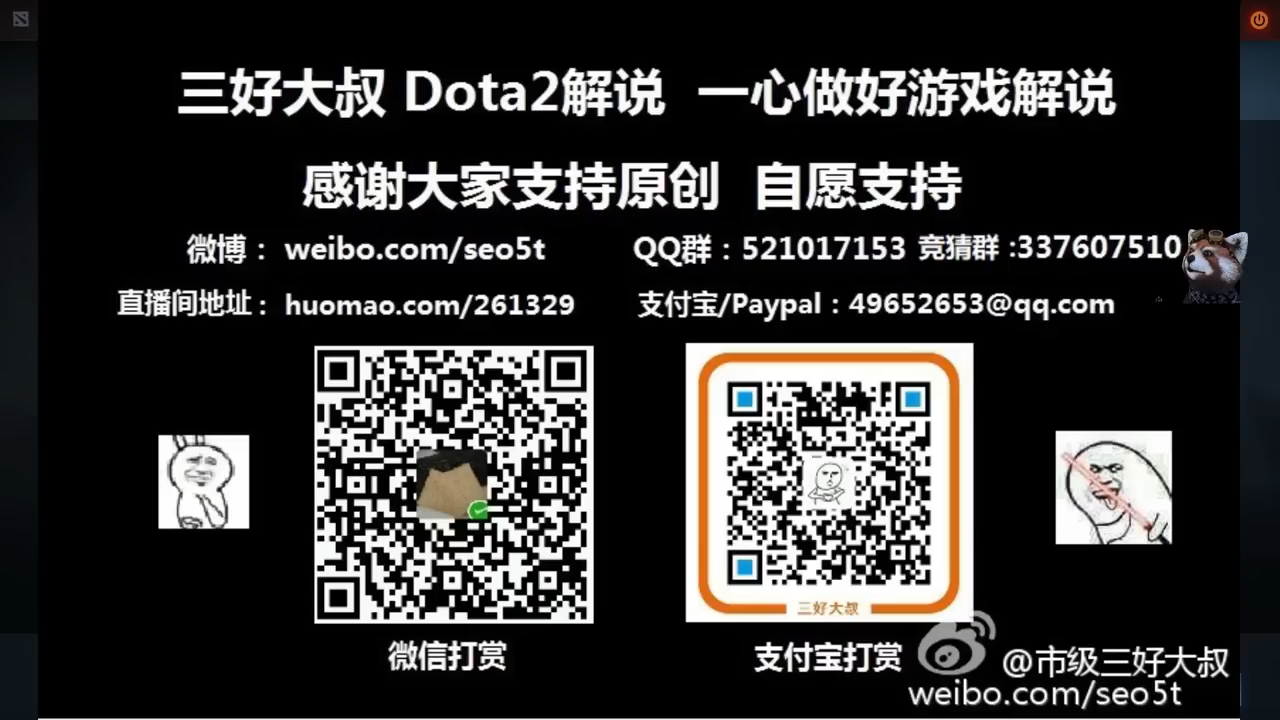 三好大叔 Dota2解说 一心做好游戏解说
感谢大家支持原创 自愿支持
微博： weibo.com/seo5t
QQ群：521017153 竞猜群 :337607510
直播间地址： huomao.com/261329
支付宝/Paypal：49652653@qq.com
三好大叔
微信打赏
支付宝打赏
@市级三好大叔
weibo.com/seo5t